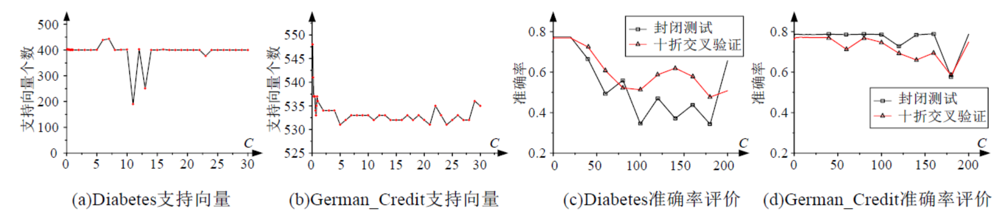 支持向量个数
500
400
300
200
100
0
0 5 10 15 20 25 30
C
(a)Diabetes支持向量
支持向量个数
550
545
540
535
530
525
0 5 10 15 20 25 30
C
(b)German_Credit支持向量
准确率
0.8
0.6
0.4
0.2
0 50 100 150 200
C
封闭测试
十折交叉验证
(c)Diabetes准确率评价
准确率
0.8
0.6
0.4
0.2
0 50 100 150 200
C
封闭测试
十折交叉验证
(d)German_Credit准确率评价